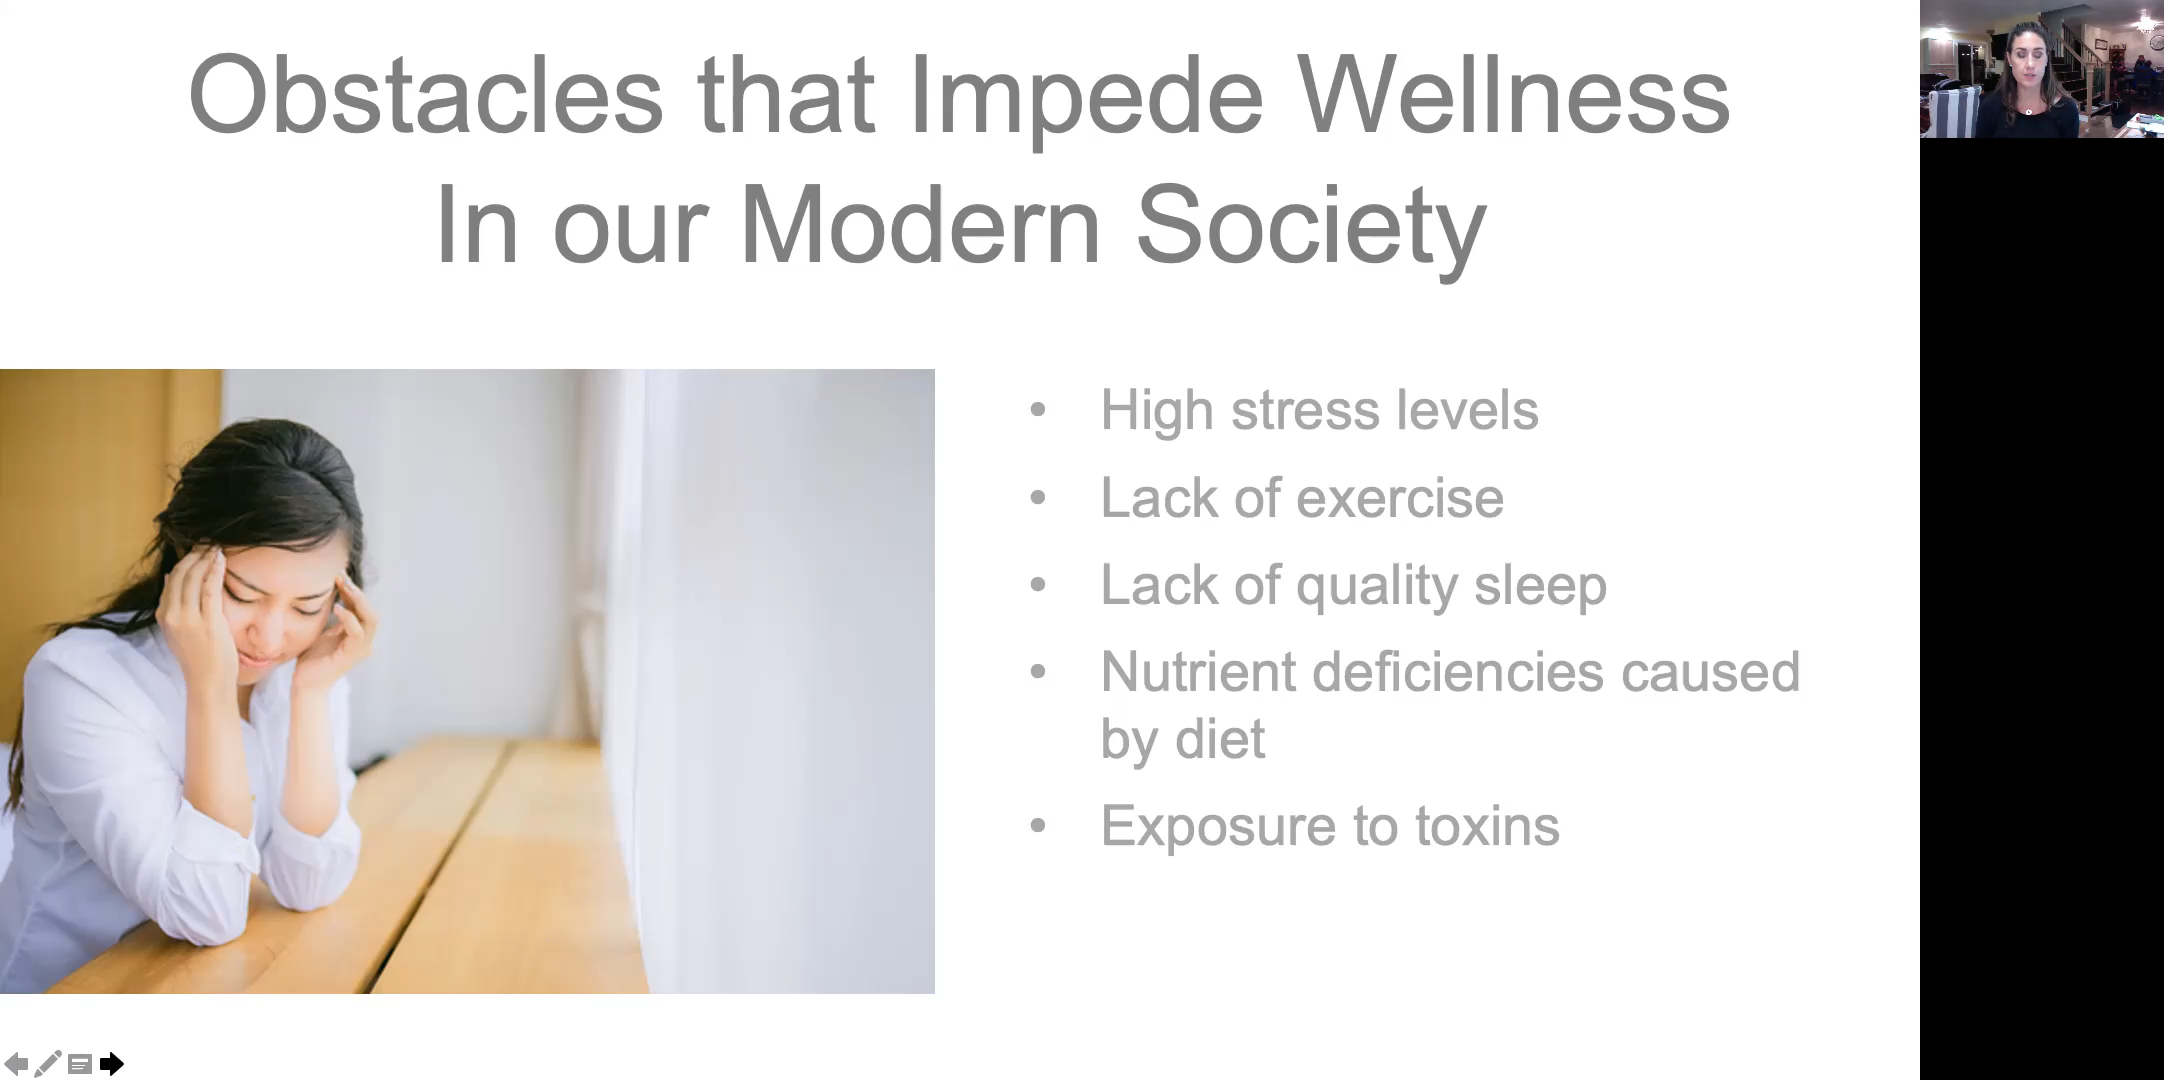 Obstacles that Impede Wellness
In our Modern Society
• High stress levels
• Lack of exercise
• Lack of quality sleep
• Nutrient deficiencies caused
by diet
• Exposure to toxins